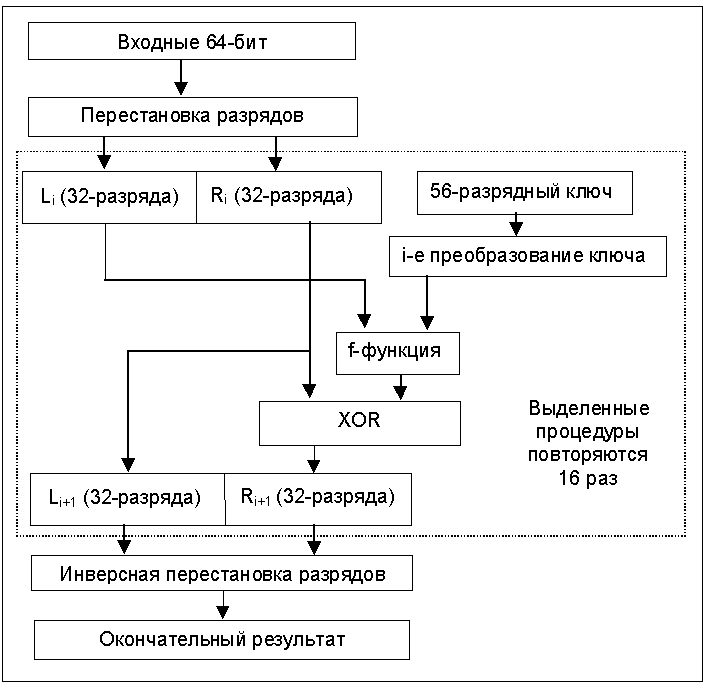 Входные 64-бит
Перестановка разрядов
Li (32-разряда)
Ri (32-разряда)
56-разрядный ключ
i-е преобразование ключа
f-функция
XOR
Выделенные
процедуры
повторяются
16 раз
Li+1 (32-разряда)
Ri+1 (32-разряда)
Инверсная перестановка разрядов
Окончательный результат